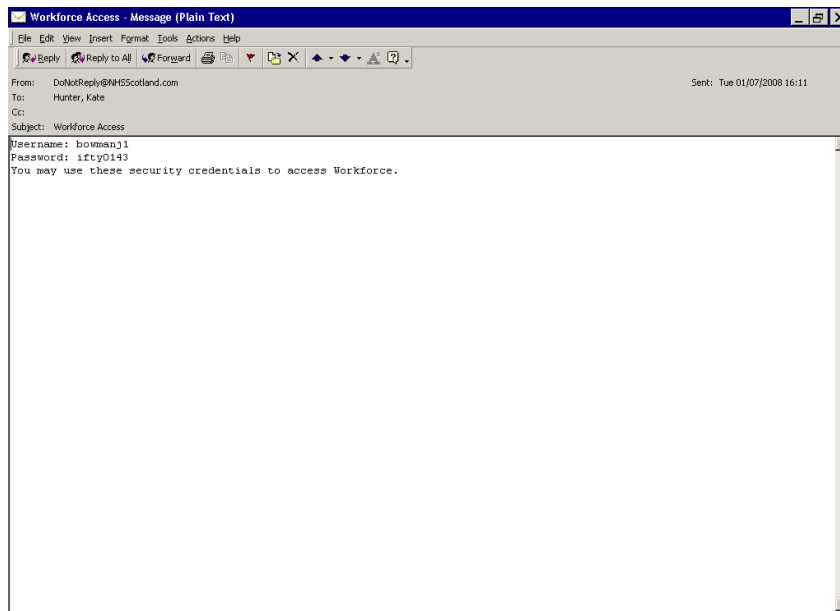 Workforce Access - Message (Plain Text)
File Edit View Insert Format Tools Actions Help
Reply Reply to All Forward
From: DoNotReply@NHSScotland.com Sent: Tue 01/07/2008 16:11
To: Hunter, Kate
Cc:
Subject: Workforce Access
Username: bowmanj1
Password: ifty0143
You may use these security credentials to access Workforce.